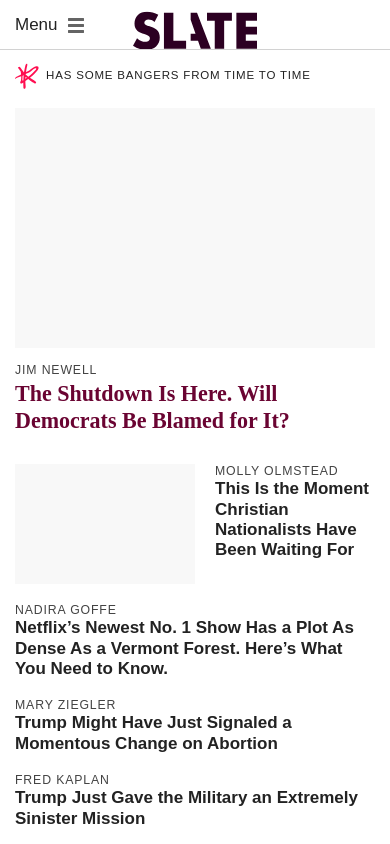 Menu
SLATE
HAS SOME BANGERS FROM TIME TO TIME
JIM NEWELL
The Shutdown Is Here. Will
Democrats Be Blamed for It?
MOLLY OLMSTEAD
This Is the Moment
Christian
Nationalists Have
Been Waiting For
NADIRA GOFFE
Netflix’s Newest No. 1 Show Has a Plot As
Dense As a Vermont Forest. Here’s What
You Need to Know.
MARY ZIEGLER
Trump Might Have Just Signaled a
Momentous Change on Abortion
FRED KAPLAN
Trump Just Gave the Military an Extremely
Sinister Mission